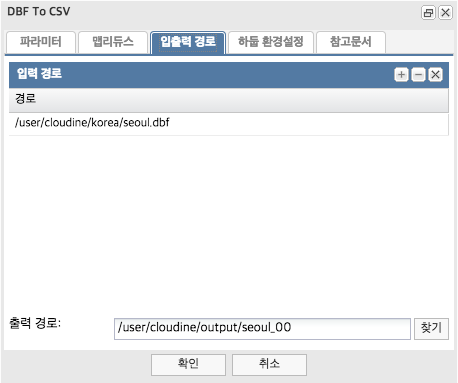 DBF To CSV
파라미터 맵리듀스 입출력 경로 하둡 환경설정 참고문서
입력 경로
경로
/user/cloudine/korea/seoul.dbf
출력 경로: /user/cloudine/output/seoul_00 찾기
확인 취소